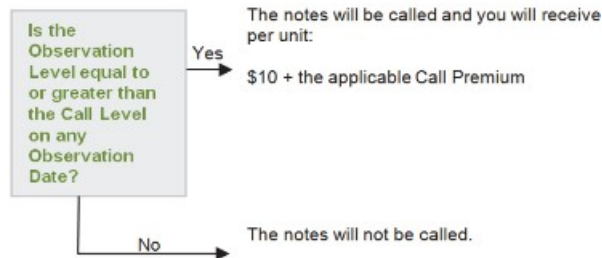 Is the
Observation
Level equal to
or greater than
the Call Level
on any
Observation
Date?
Yes
The notes will be called and you will receive
per unit:
$10 + the applicable Call Premium
No
The notes will not be called.